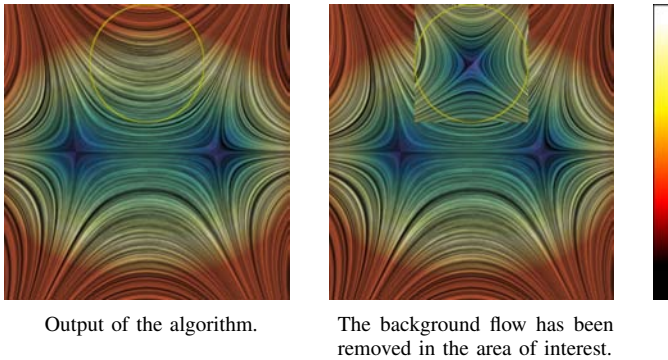 Output of the algorithm.
The background flow has been
removed in the area of interest.